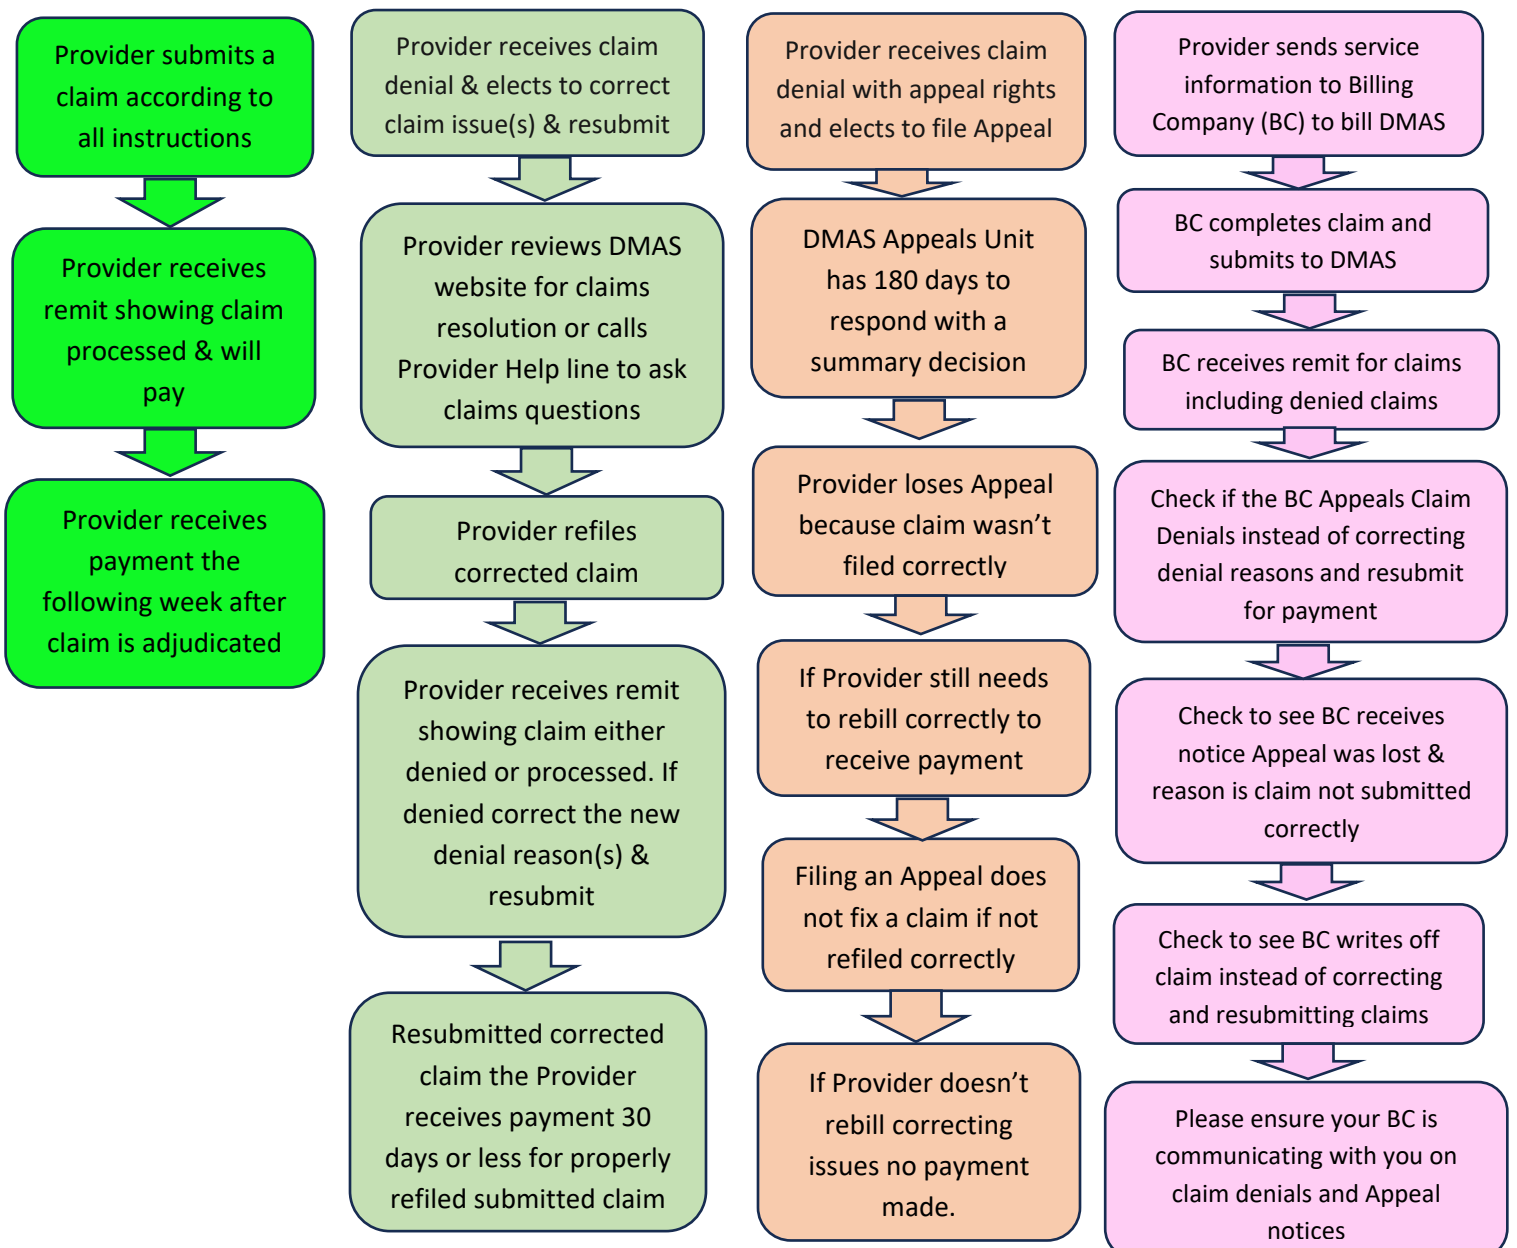 Provider submits a
claim according to
all instructions
Provider receives
remit showing claim
processed & will
pay
Provider receives
payment the
following week after
claim is adjudicated
Provider receives claim
denial & elects to correct
claim issue(s) & resubmit
Provider reviews DMAS
website for claims
resolution or calls
Provider Help line to ask
claims questions
Provider refiles
corrected claim
Provider receives remit
showing claim either
denied or processed. If
denied correct the new
denial reason(s) &
resubmit
Resubmitted corrected
claim the Provider
receives payment 30
days or less for properly
refiled submitted claim
Provider receives claim
denial with appeal rights
and elects to file Appeal
DMAS Appeals Unit
has 180 days to
respond with a
summary decision
Provider loses Appeal
because claim wasn’t
filed correctly
If Provider still needs
to rebill correctly to
receive payment
Filing an Appeal does
not fix a claim if not
refiled correctly
If Provider doesn’t
rebill correcting
issues no payment
made.
Provider sends service
information to Billing
Company (BC) to bill DMAS
BC completes claim and
submits to DMAS
BC receives remit for claims
including denied claims
Check if the BC Appeals Claim
Denials instead of correcting
denial reasons and resubmit
for payment
Check to see BC receives
notice Appeal was lost &
reason is claim not submitted
correctly
Check to see BC writes off
claim instead of correcting
and resubmitting claims
Please ensure your BC is
communicating with you on
claim denials and Appeal
notices